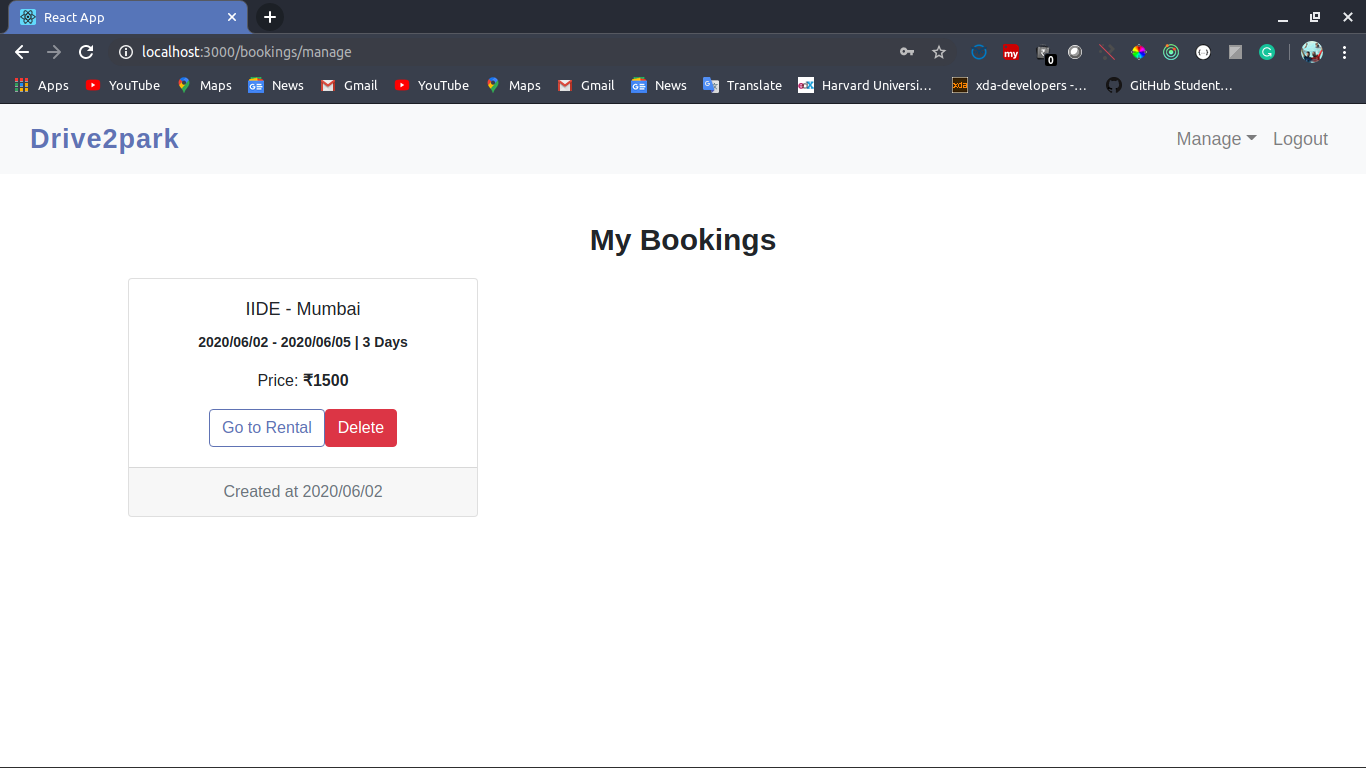 React App
localhost:3000/bookings/manage
my
0
Apps YouTube Maps News Gmail YouTube Maps Gmail News Translate Harvard Universi… xda-developers -… GitHub Student…
Drive2park
Manage Logout
My Bookings
IIDE - Mumbai
2020/06/02 - 2020/06/05 | 3 Days
Price: ₹1500
Go to Rental Delete
Created at 2020/06/02